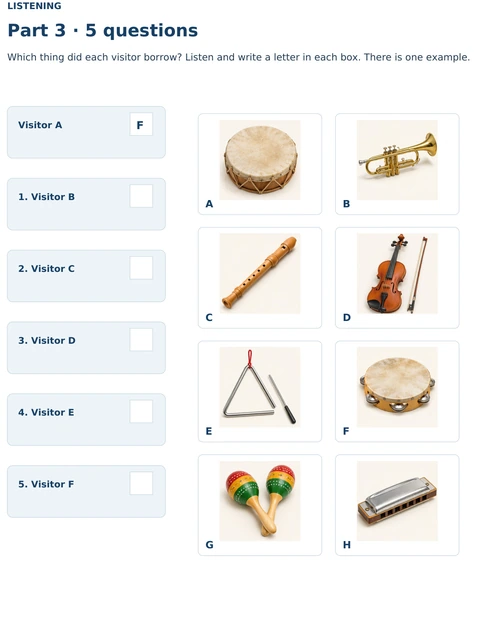 LISTENING
Part 3 · 5 questions
Which thing did each visitor borrow? Listen and write a letter in each box. There is one example.
Visitor A F
1. Visitor B
2. Visitor C
3. Visitor D
4. Visitor E
5. Visitor F
A
B
C
D
E
F
G
H